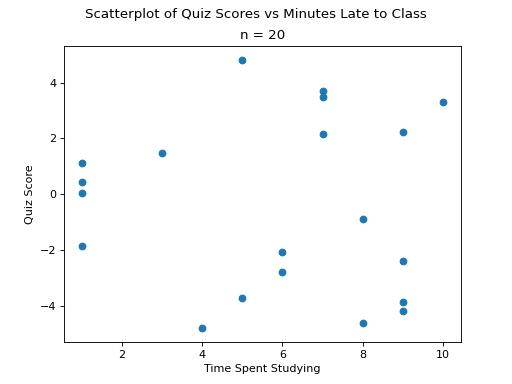 Scatterplot of Quiz Scores vs Minutes Late to Class
n = 20
4
2
0
−2
−4
Quiz Score
2 4 6 8 10
Time Spent Studying